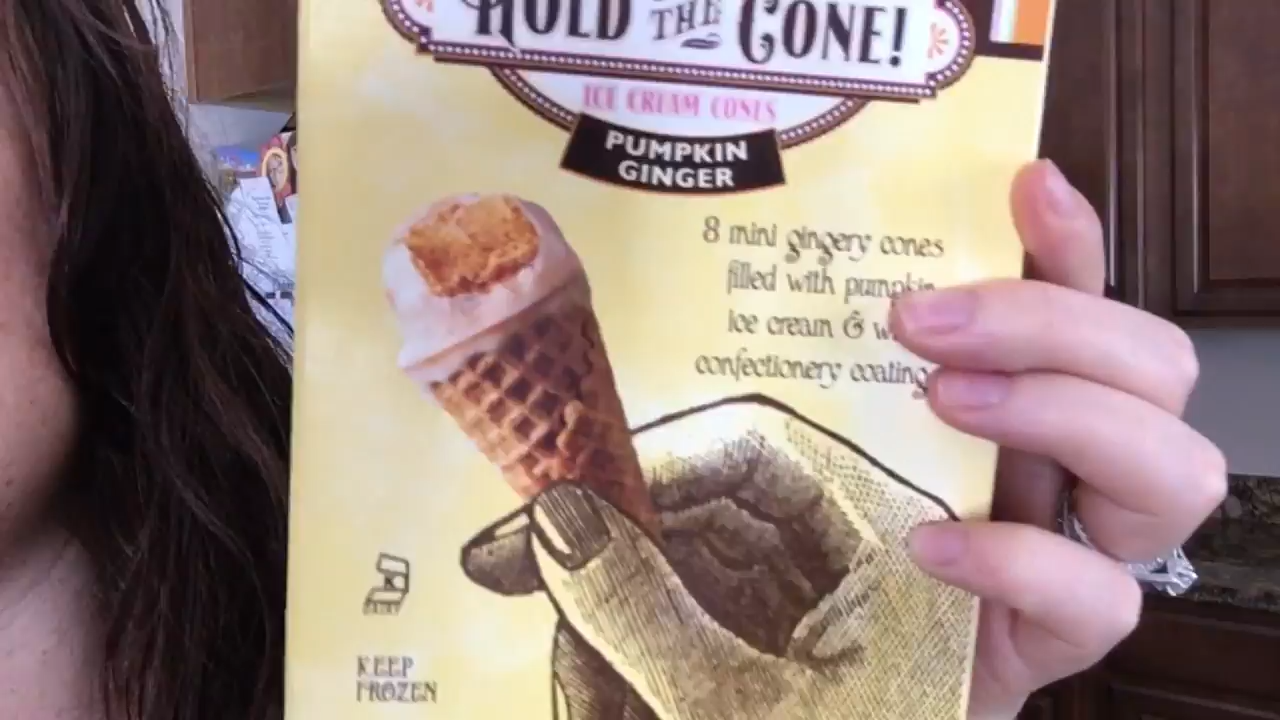 HOLD THE CONE!
ICE CREAM CONES
PUMPKIN
GINGER
8 mini gingery cones
filled with pumpkin
ice cream &
confectionery coating
K
DAIRY
KEEP
FROZEN